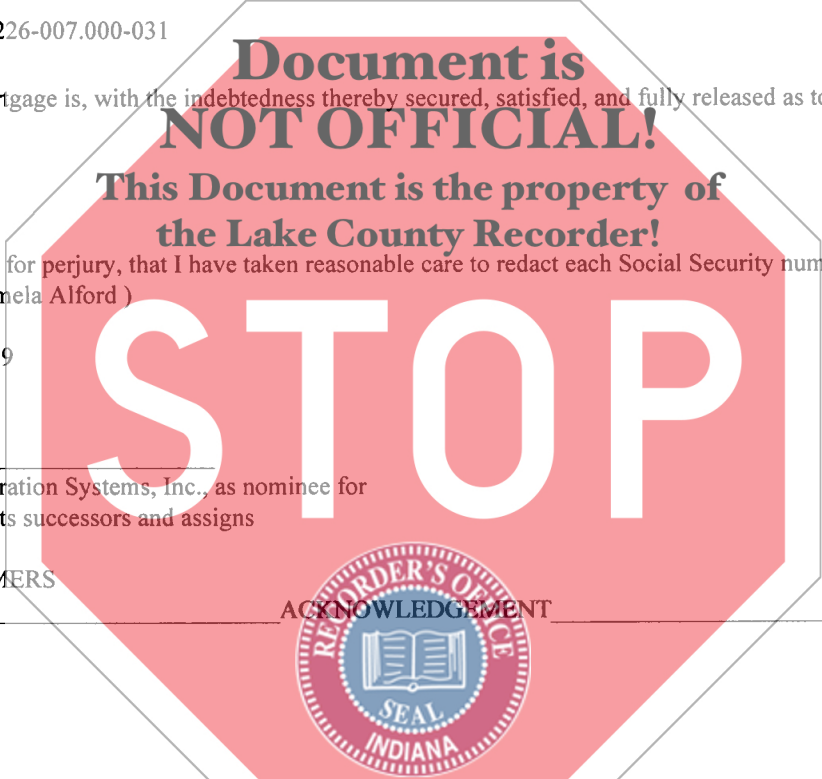 226-007.000-031
Document is
tgage is, with the indebtedness thereby secured, satisfied, and fully released as to
NOT OFFICIAL!
This Document is the property of
the Lake County Recorder!
for perjury, that I have taken reasonable care to redact each Social Security num
nela Alford )
9
STOP
ration Systems, Inc., as nominee for
ts successors and assigns
MERS
RECORDER'S OFFICE
ACKNOWLEDGEMENT
SEAL
INDIANA